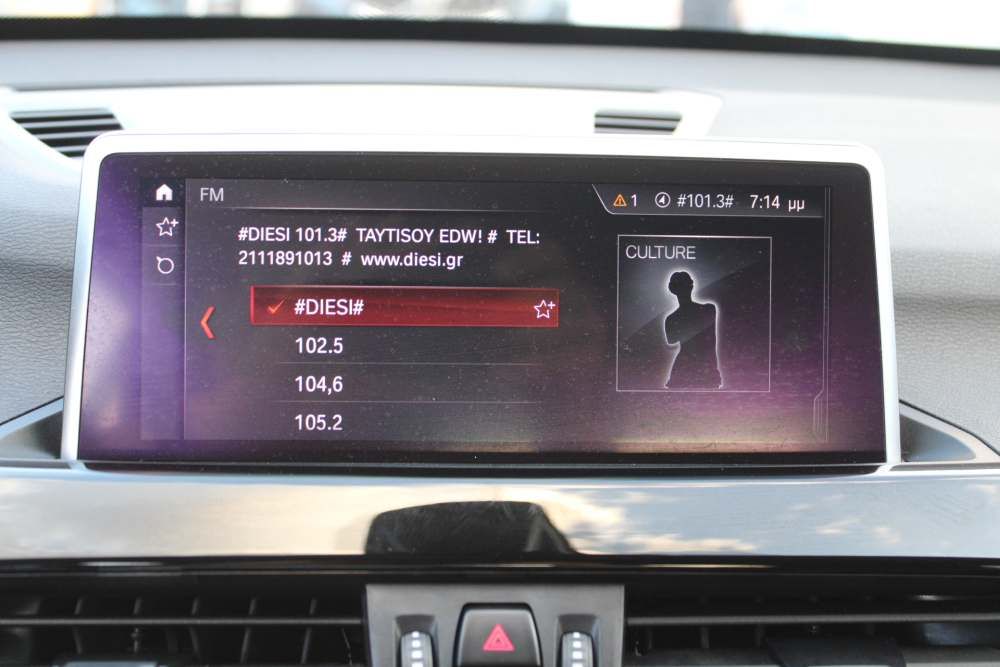 FM
1 #101.3# 7:14 μμ
#DIESI 101.3# TAYTISOY EDW! # TEL:
2111891013 # www.diesi.gr
CULTURE
#DIESI#
102.5
104,6
105.2